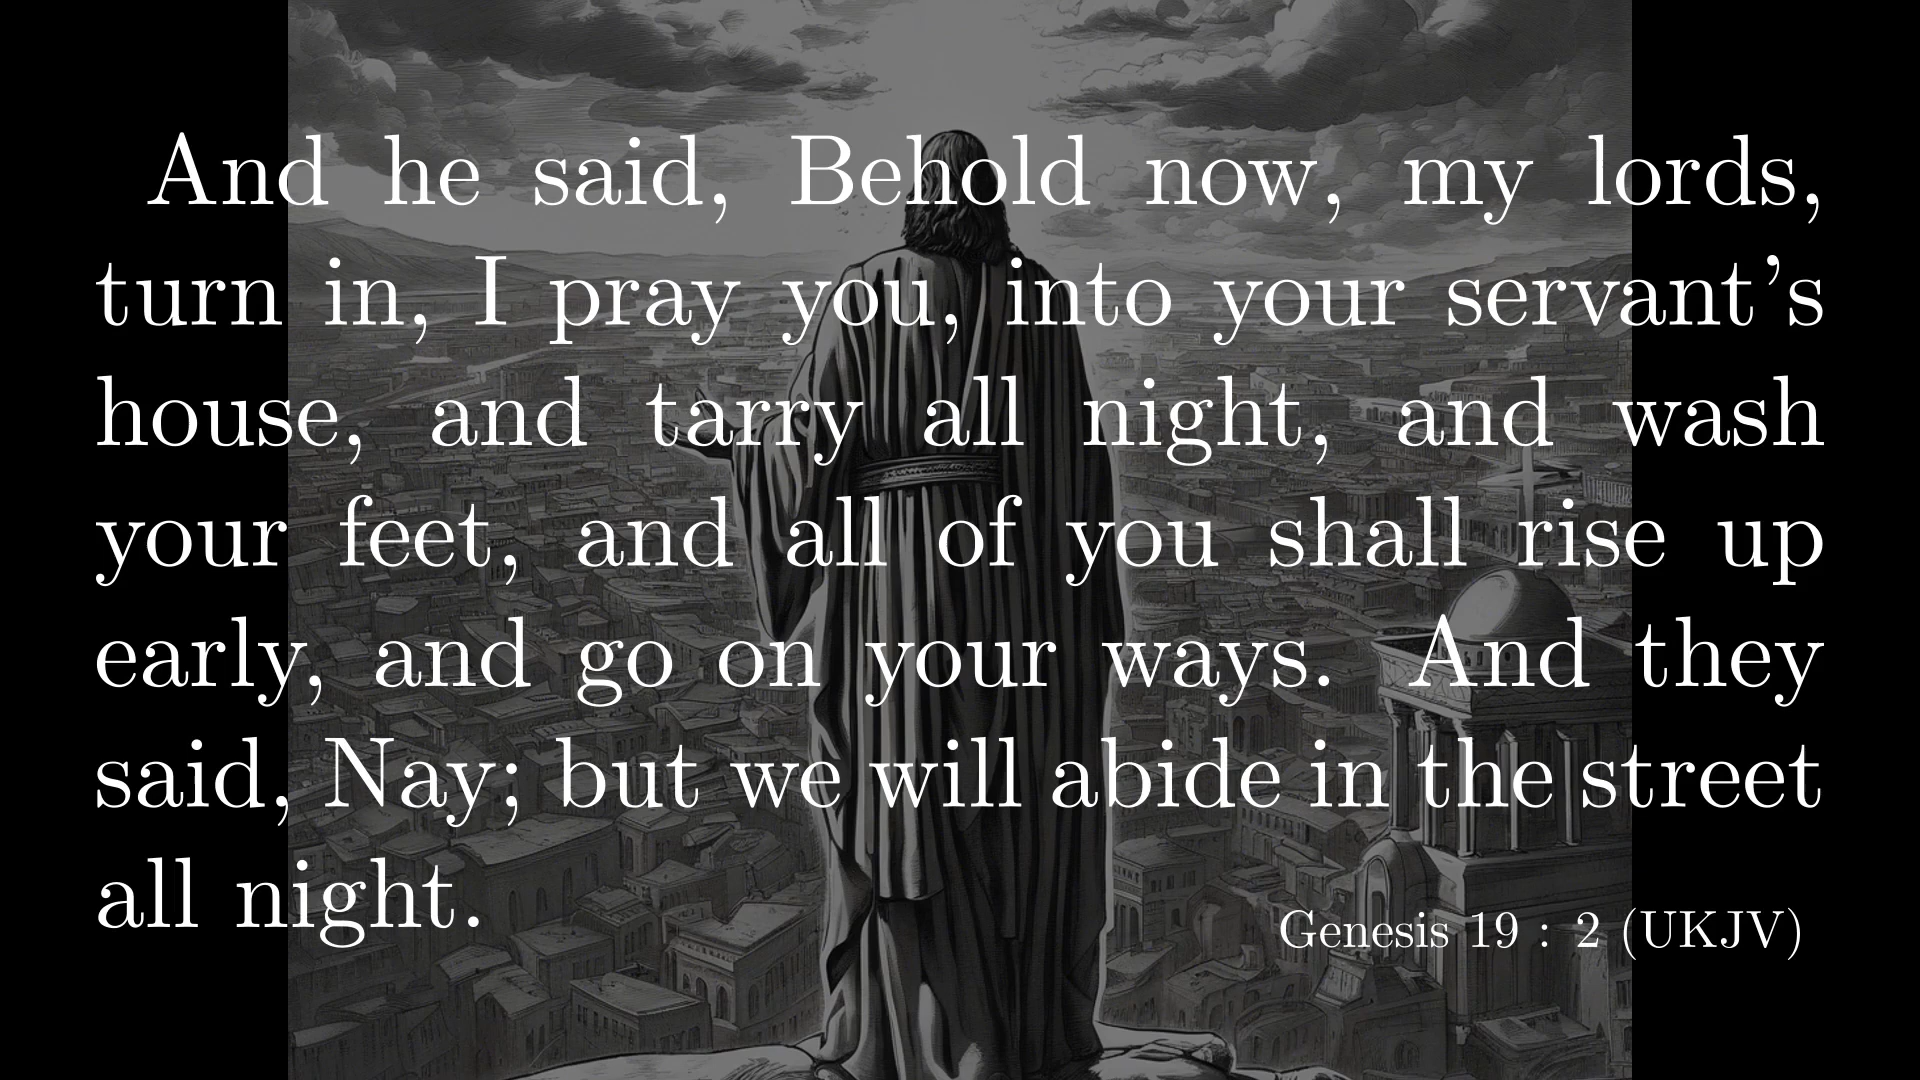 And he said, Behold now, my lords,
turn in, I pray you, into your servant’s
house, and tarry all night, and wash
your feet, and all of you shall rise up
early, and go on your ways. And they
said, Nay; but we will abide in the street
all night.
Genesis 19 : 2 (UKJV)